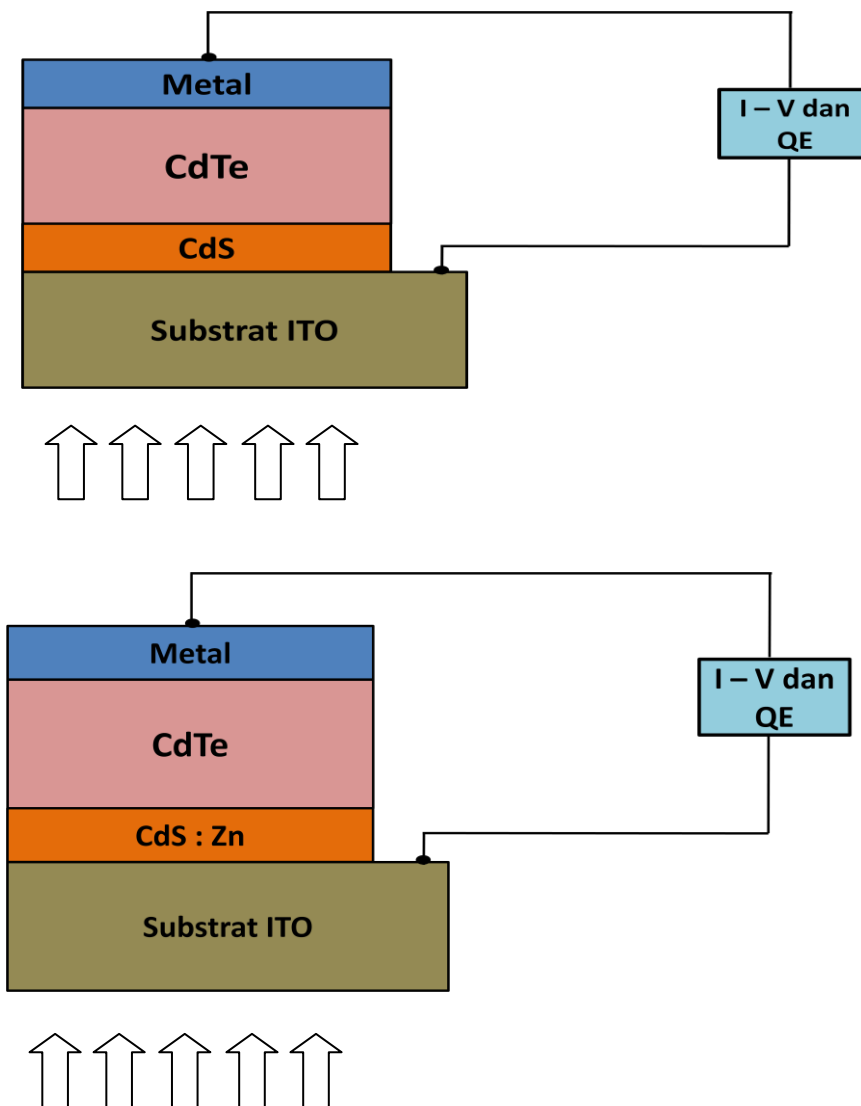 Metal
I – V dan
QE
CdTe
CdS
Substrat ITO
Metal
I – V dan
QE
CdTe
CdS : Zn
Substrat ITO